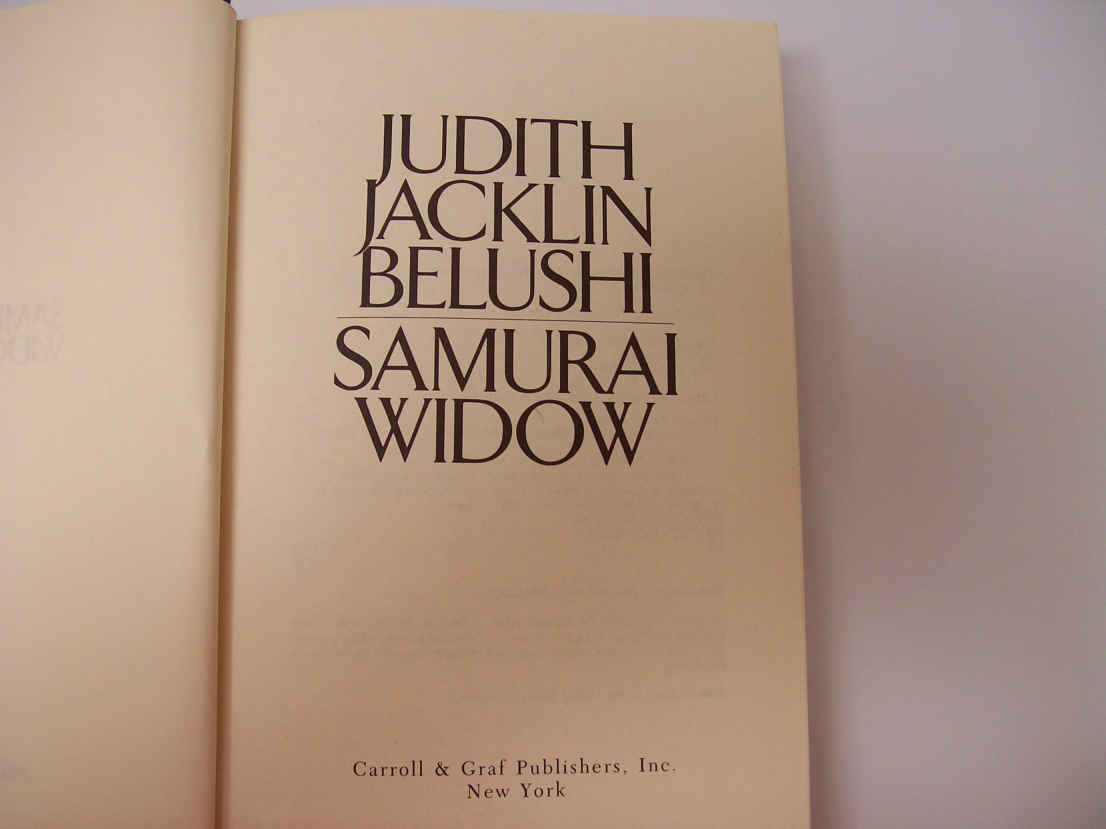 JUDITH
JACKLIN
BELUSHI
SAMURAI
WIDOW
Carroll & Graf Publishers, Inc.
New York